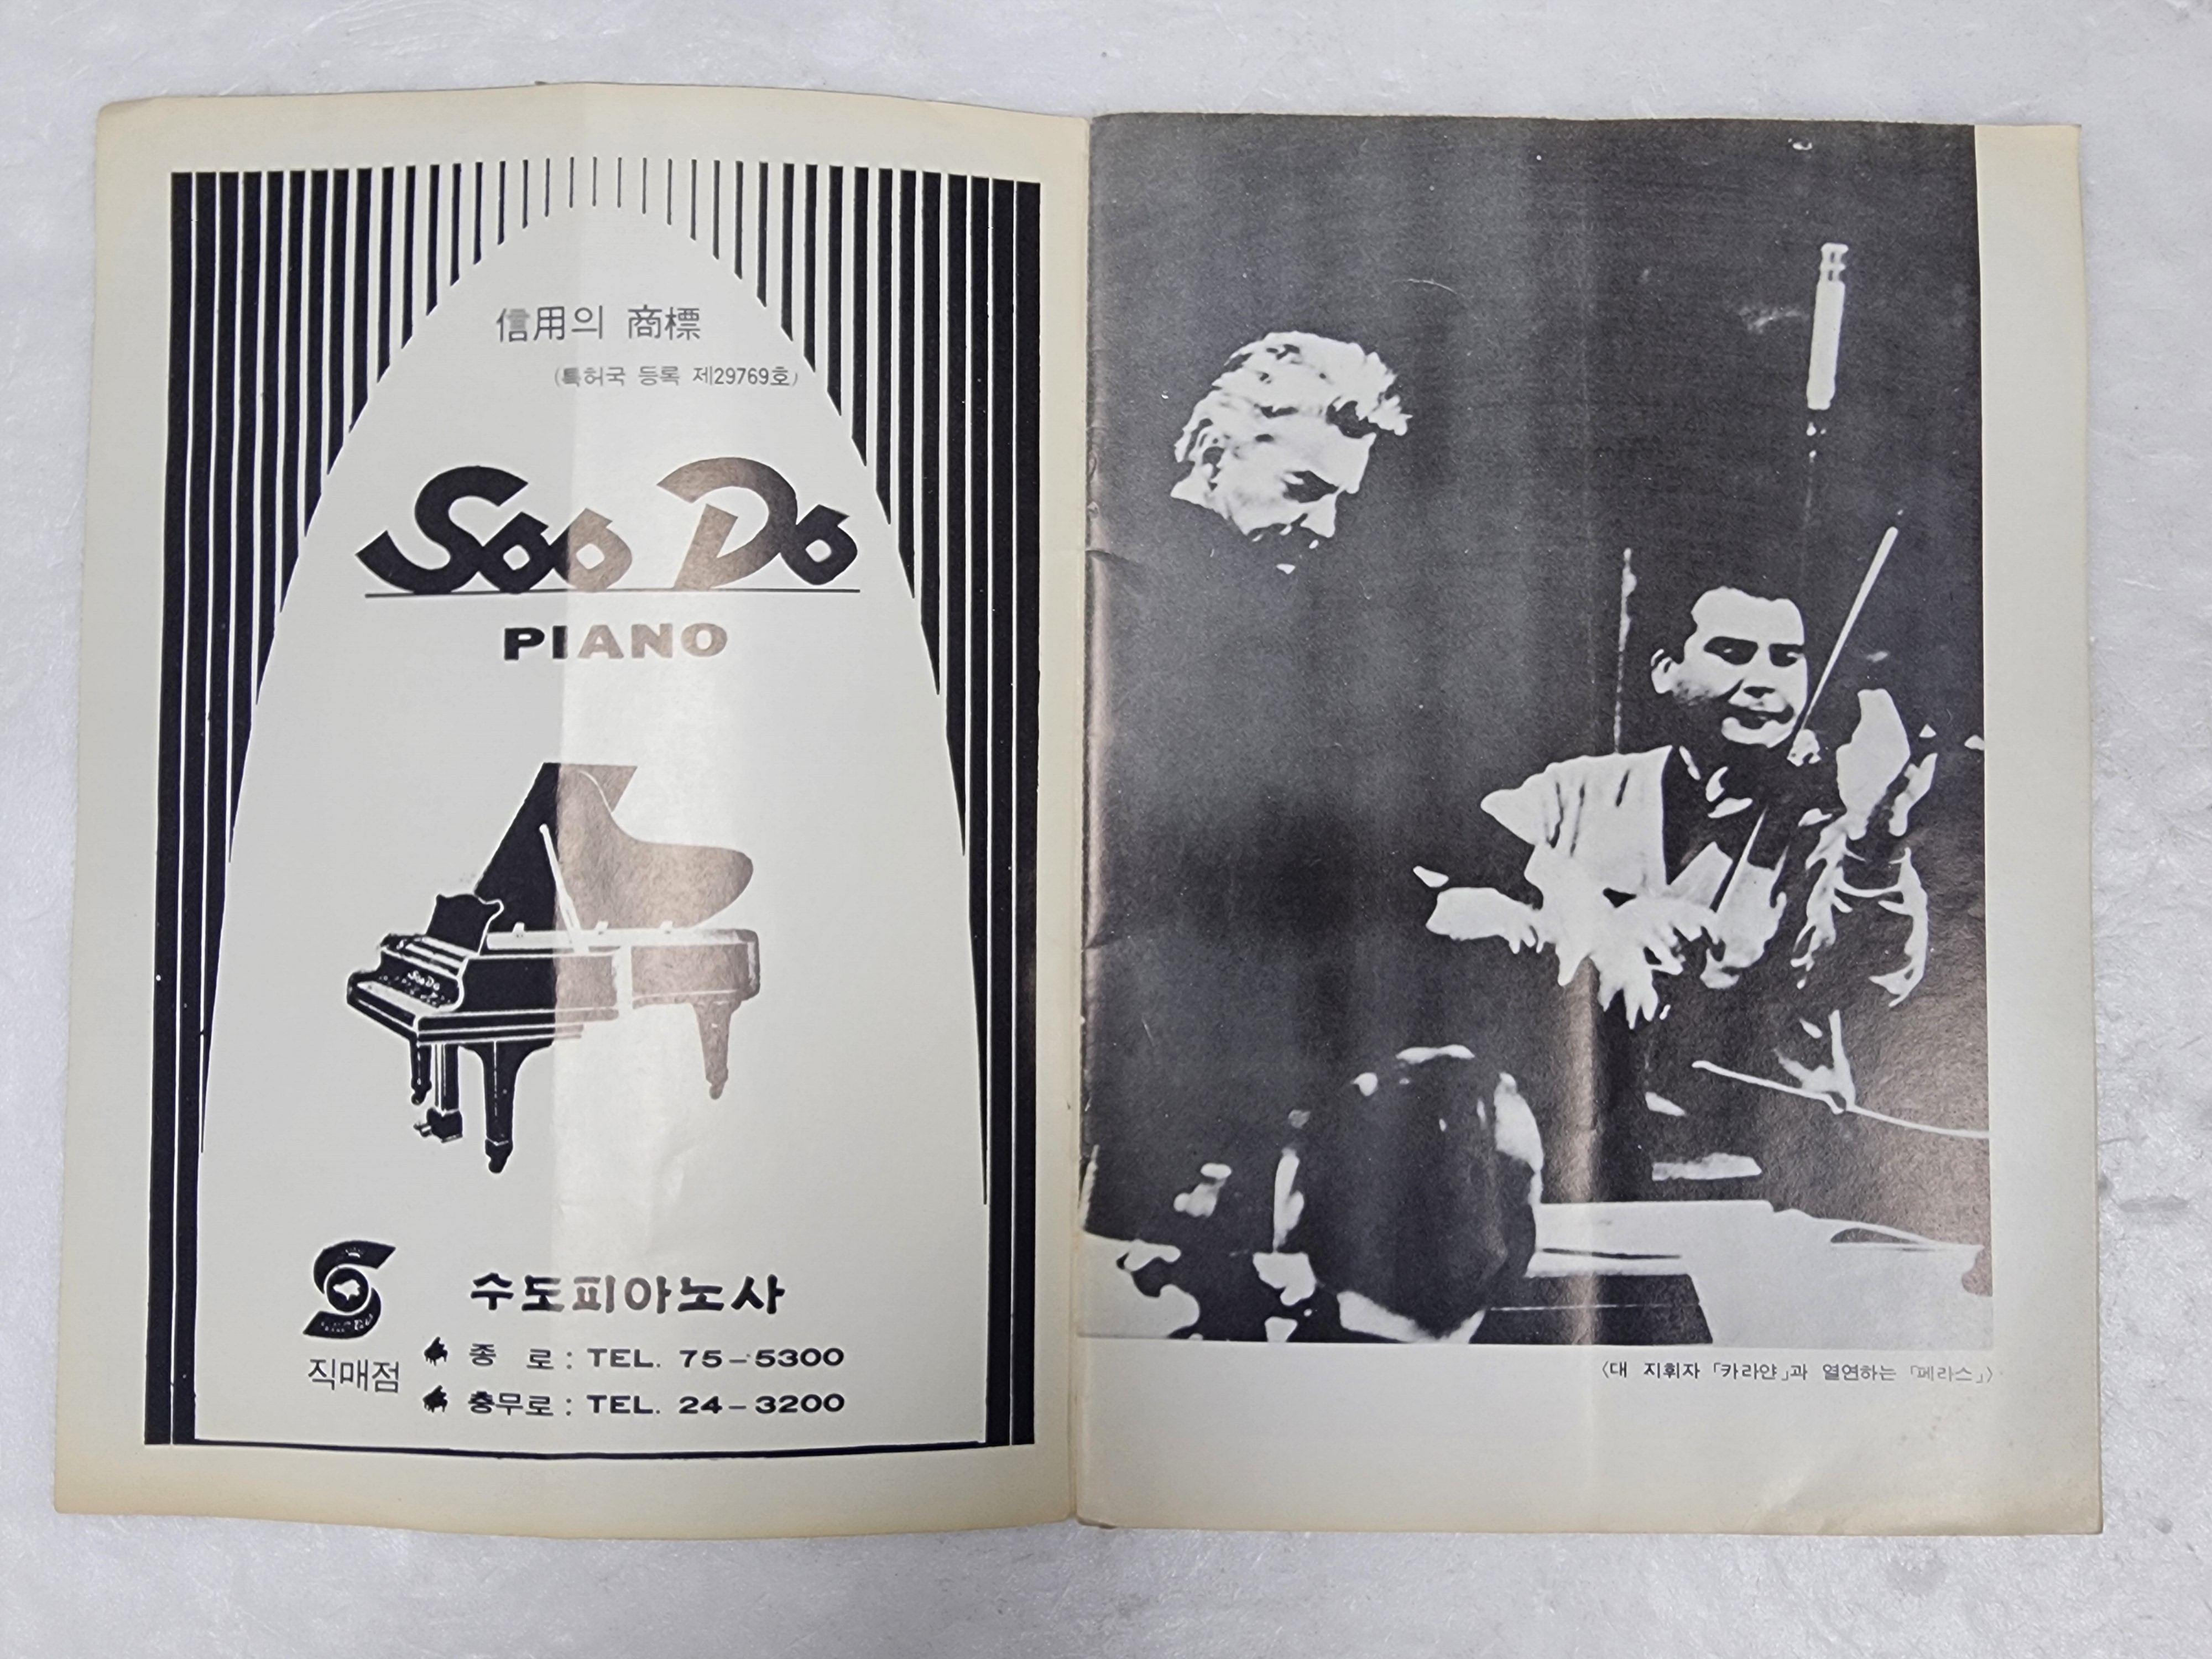 信用의 商標
(특허국 등록 제29769호)
Soo Do
PIANO
SooDo
수도피아노사
직매점
종 로 : TEL. 75-5300
충무로 : TEL. 24-3200
〈대 지휘자 「카라얀」과 열연하는 「페라스」〉